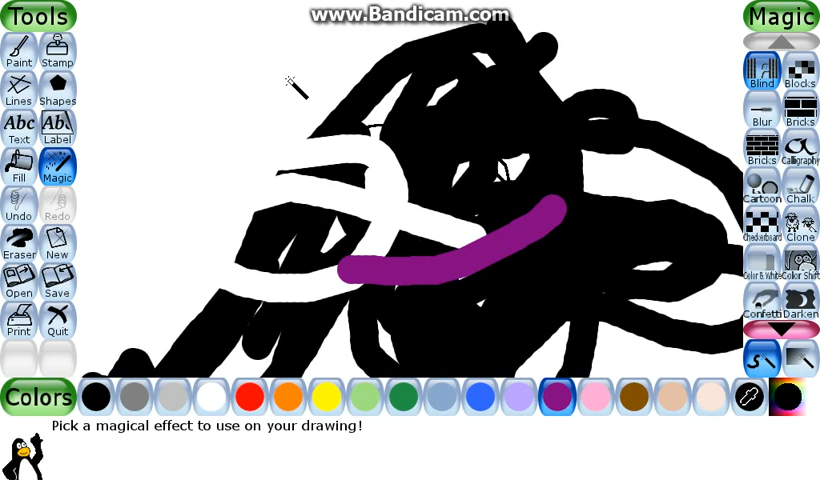 www.Bandicam.com
Tools
Magic
Paint
Stamp
Lines
Shapes
Abc
Abc
Text
Label
Fill
Magic
Undo
Redo
Eraser
New
Open
Save
Print
Quit
Blind
Blocks
Blur
Bricks
Bricks
Calligraphy
Cartoon
Chalk
Checkerboard
Clone
Color & White
Color Shift
Confetti
Darken
Colors
Pick a magical effect to use on your drawing!